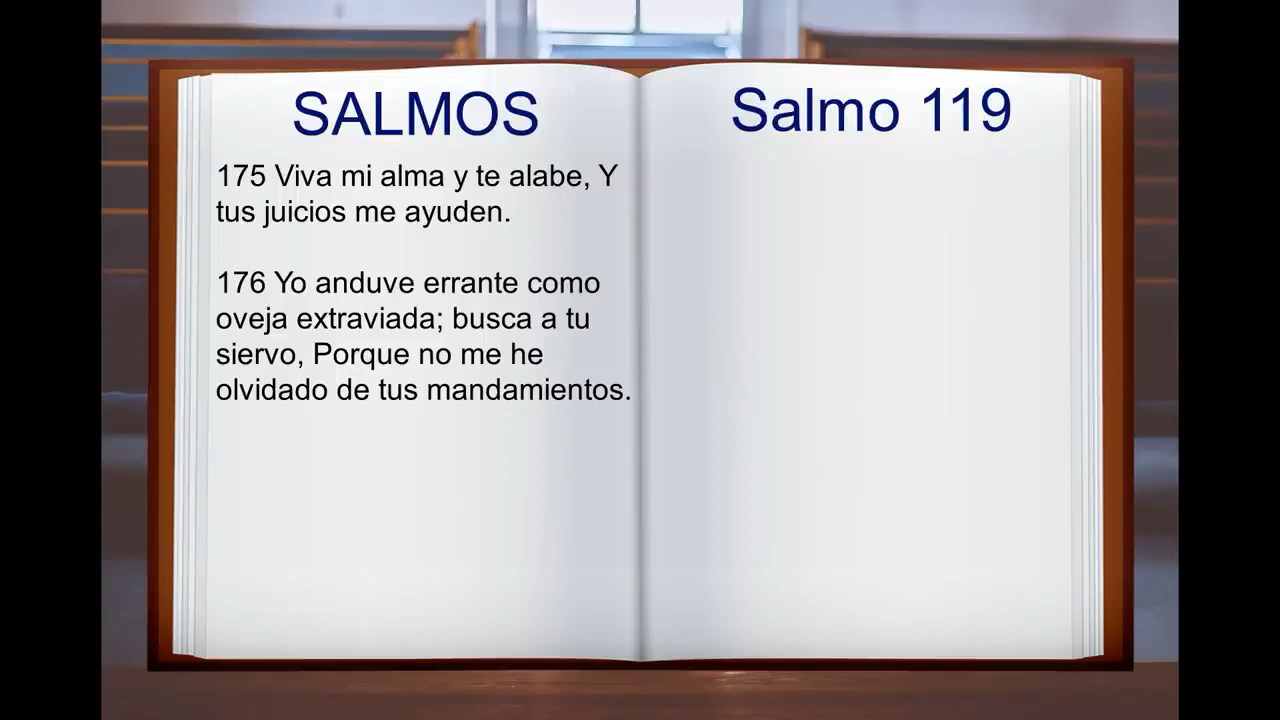 SALMOS
175 Viva mi alma y te alabe, Y
tus juicios me ayuden.
176 Yo anduve errante como
oveja extraviada; busca a tu
siervo, Porque no me he
olvidado de tus mandamientos.
Salmo 119